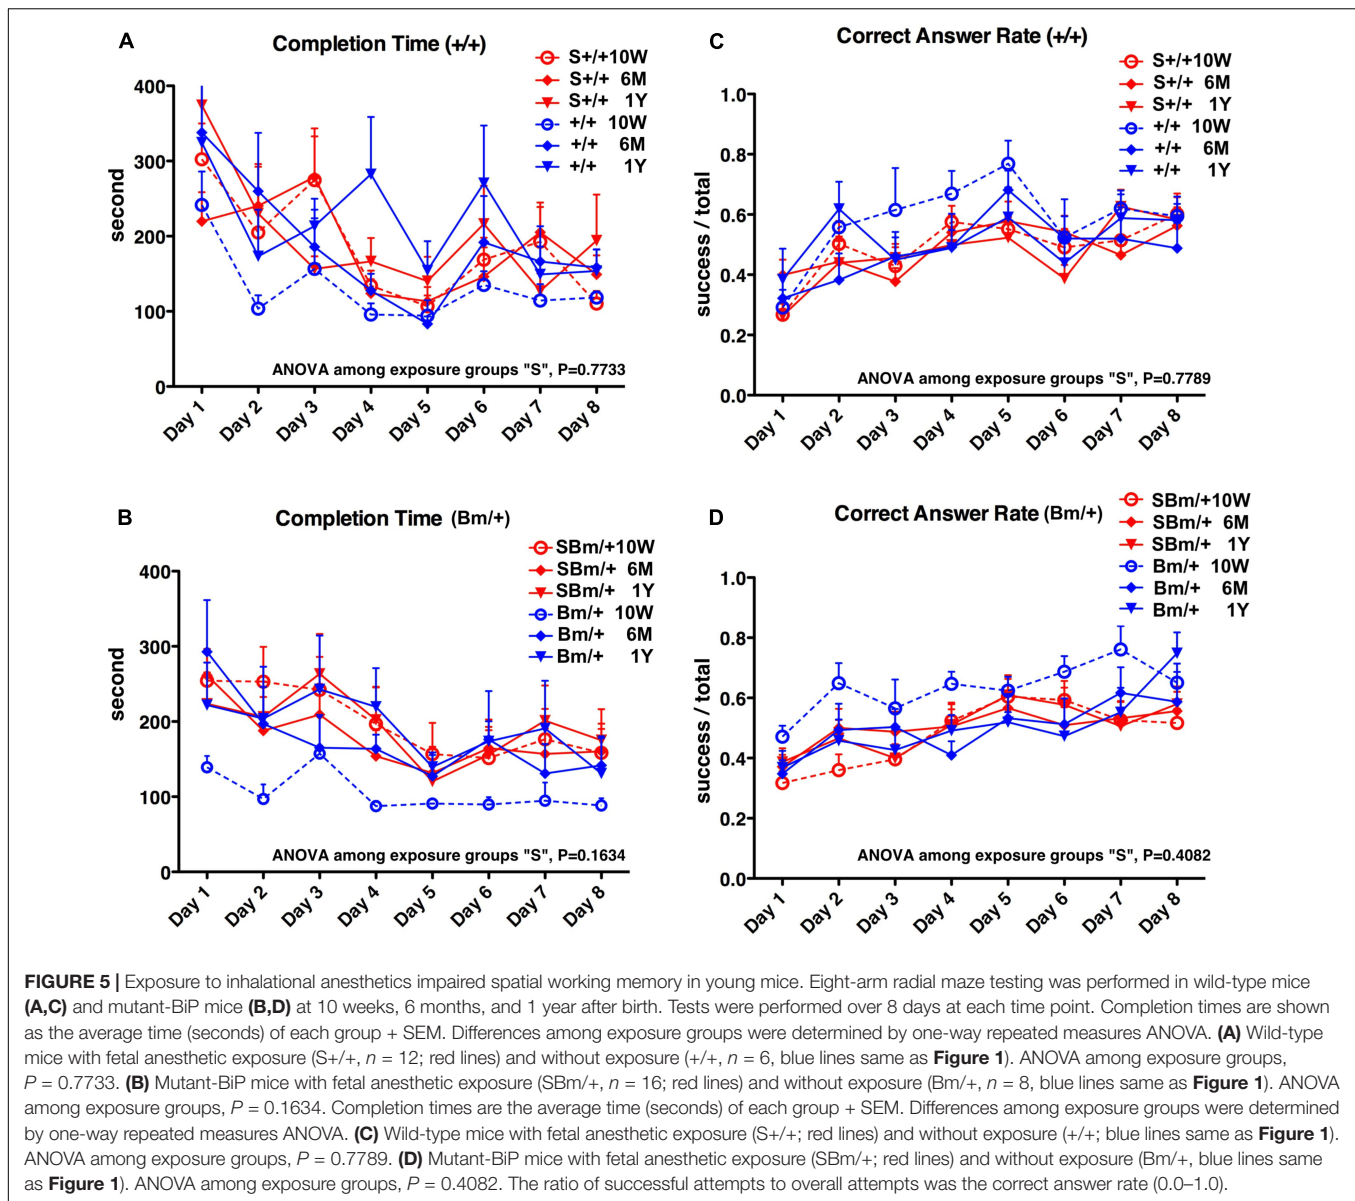 A
Completion Time (+/+)
S+/+10W
S+/+ 6M
S+/+ 1Y
+/+ 10W
+/+ 6M
+/+ 1Y
400
300
200
100
0
second
ANOVA among exposure groups "S", P=0.7733
Day 1
Day 2
Day 3
Day 4
Day 5
Day 6
Day 7
Day 8
C
Correct Answer Rate (+/+)
S+/+10W
S+/+ 6M
S+/+ 1Y
+/+ 10W
+/+ 6M
+/+ 1Y
1.0
0.8
0.6
0.4
0.2
0.0
success / total
ANOVA among exposure groups "S", P=0.7789
Day 1
Day 2
Day 3
Day 4
Day 5
Day 6
Day 7
Day 8
B
Completion Time (Bm/+)
SBm/+10W
SBm/+ 6M
SBm/+ 1Y
Bm/+ 10W
Bm/+ 6M
Bm/+ 1Y
400
300
200
100
0
second
ANOVA among exposure groups "S", P=0.1634
Day 1
Day 2
Day 3
Day 4
Day 5
Day 6
Day 7
Day 8
D
Correct Answer Rate (Bm/+)
SBm/+10W
SBm/+ 6M
SBm/+ 1Y
Bm/+ 10W
Bm/+ 6M
Bm/+ 1Y
1.0
0.8
0.6
0.4
0.2
0.0
success / total
ANOVA among exposure groups "S", P=0.4082
Day 1
Day 2
Day 3
Day 4
Day 5
Day 6
Day 7
Day 8
FIGURE 5 | Exposure to inhalational anesthetics impaired spatial working memory in young mice. Eight-arm radial maze testing was performed in wild-type mice
(A,C) and mutant-BiP mice (B,D) at 10 weeks, 6 months, and 1 year after birth. Tests were performed over 8 days at each time point. Completion times are shown
as the average time (seconds) of each group + SEM. Differences among exposure groups were determined by one-way repeated measures ANOVA. (A) Wild-type
mice with fetal anesthetic exposure (S+/+, n = 12; red lines) and without exposure (+/+, n = 6, blue lines same as Figure 1). ANOVA among exposure groups,
P = 0.7733. (B) Mutant-BiP mice with fetal anesthetic exposure (SBm/+, n = 16; red lines) and without exposure (Bm/+, n = 8, blue lines same as Figure 1). ANOVA
among exposure groups, P = 0.1634. Completion times are the average time (seconds) of each group + SEM. Differences among exposure groups were determined
by one-way repeated measures ANOVA. (C) Wild-type mice with fetal anesthetic exposure (S+/+; red lines) and without exposure (+/+; blue lines same as Figure 1).
ANOVA among exposure groups, P = 0.7789. (D) Mutant-BiP mice with fetal anesthetic exposure (SBm/+; red lines) and without exposure (Bm/+, blue lines same
as Figure 1). ANOVA among exposure groups, P = 0.4082. The ratio of successful attempts to overall attempts was the correct answer rate (0.0–1.0).